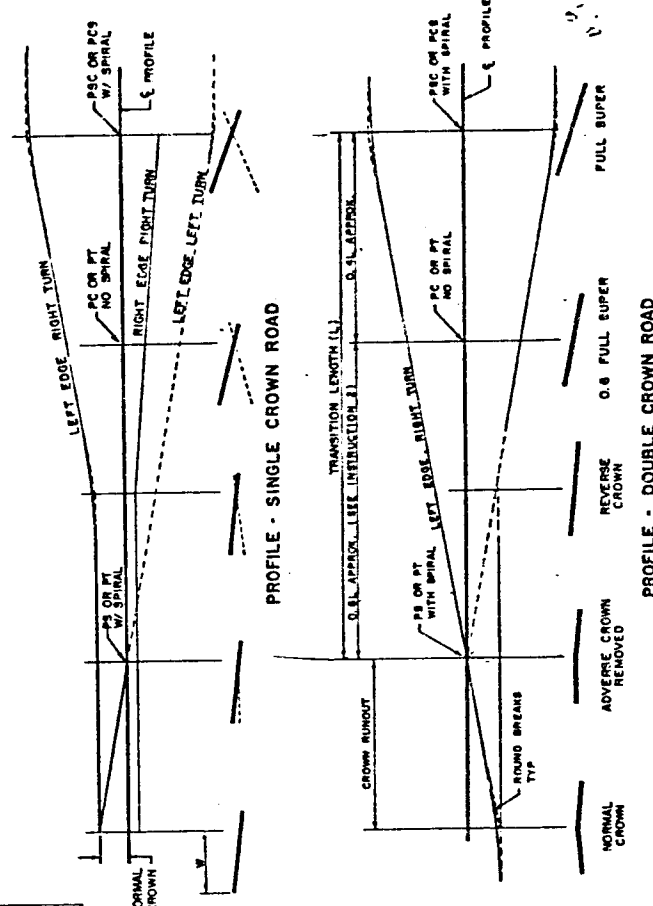 LEFT EDGE RIGHT TURN
PSC OR PCS
W/ SPIRAL
℄ PROFILE
PC OR PT
NO SPIRAL
PS OR PT
W/ SPIRAL
RIGHT EDGE RIGHT TURN
LEFT EDGE LEFT TURN
ORMAL
ROWN
W
PROFILE - SINGLE CROWN ROAD
TRANSITION LENGTH (L)
0.6L APPROX. (SEE INSTRUCTION 2)
0.4L APPROX.
CROWN RUNOUT
PS OR PT
WITH SPIRAL
LEFT EDGE RIGHT TURN
PC OR PT
NO SPIRAL
PSC OR PCS
WITH SPIRAL
℄ PROFILE
ROUND BREAKS
TYP
NORMAL
CROWN
ADVERSE CROWN
REMOVED
REVERSE
CROWN
0.6 FULL SUPER
FULL SUPER
PROFILE - DOUBLE CROWN ROAD